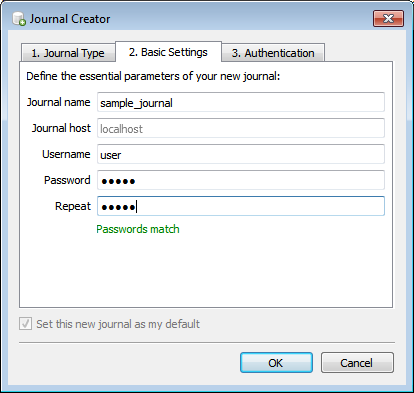 Journal Creator
1. Journal Type 2. Basic Settings 3. Authentication
Define the essential parameters of your new journal:
Journal name sample_journal
Journal host localhost
Username user
Password ●●●●●
Repeat ●●●●●
Passwords match
Set this new journal as my default
OK Cancel